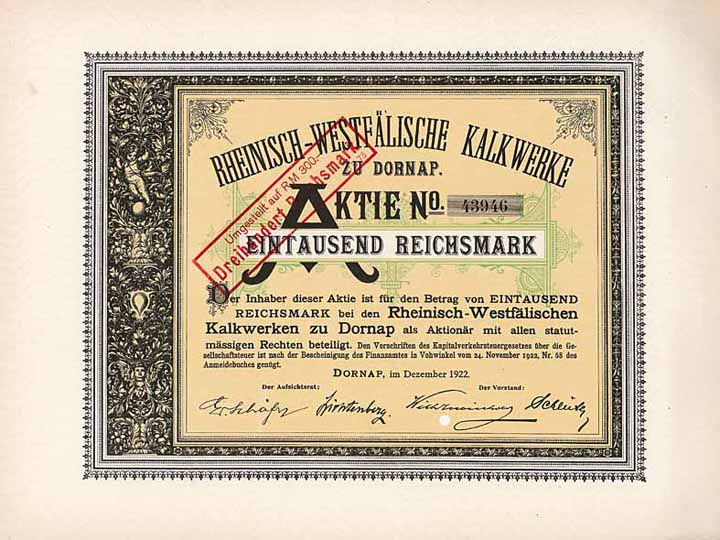 RHEINISCH-WESTFÄLISCHE KALKWERKE
ZU DORNAP.
AKTIE No. 43946
EINTAUSEND REICHSMARK
Umgestellt auf RM 300.-
Dreihundert Reichsmark
Der Inhaber dieser Aktie ist für den Betrag von EINTAUSEND
REICHSMARK bei den Rheinisch-Westfälischen
Kalkwerken zu Dornap als Aktionär mit allen statut-
mässigen Rechten beteiligt. Den Vorschriften des Kapitalverkehrsteuergesetzes über die Ge-
sellschaftsteuer ist nach der Bescheinigung des Finanzamtes in Vohwinkel vom 24. November 1922, Nr. 58 des
Anmeldebuches genügt.
DORNAP, im Dezember 1922.
Der Aufsichtsrat: Der Vorstand: